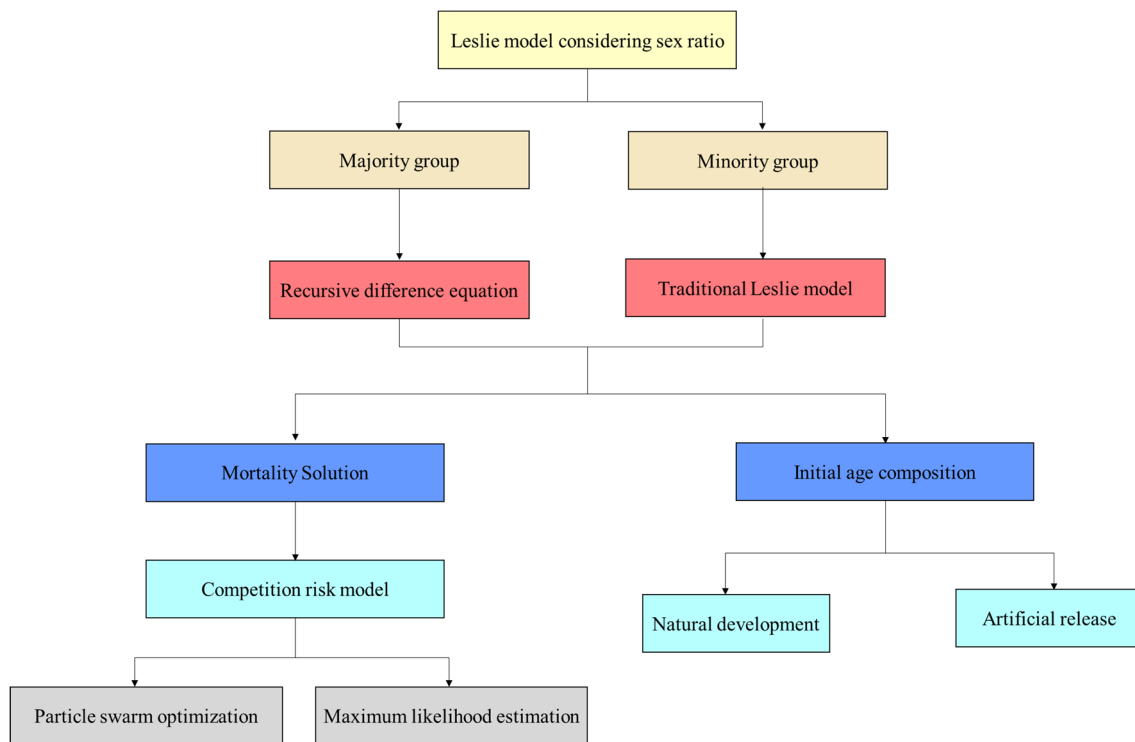 Leslie model considering sex ratio
Majority group
Minority group
Recursive difference equation
Traditional Leslie model
Mortality Solution
Initial age composition
Competition risk model
Natural development
Artificial release
Particle swarm optimization
Maximum likelihood estimation